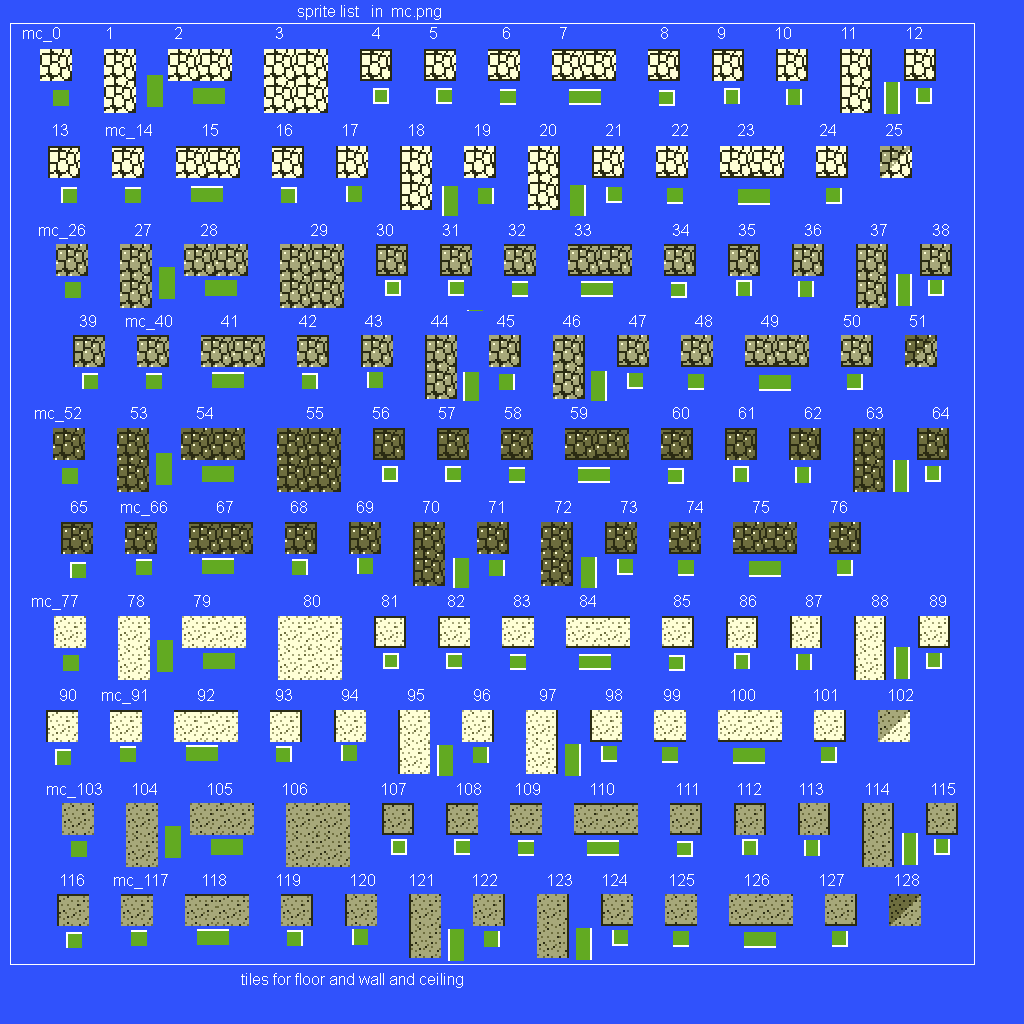 sprite list in mc.png
mc_0 1 2 3 4 5 6 7 8 9 10 11 12
13 mc_14 15 16 17 18 19 20 21 22 23 24 25
mc_26 27 28 29 30 31 32 33 34 35 36 37 38
39 mc_40 41 42 43 44 45 46 47 48 49 50 51
mc_52 53 54 55 56 57 58 59 60 61 62 63 64
65 mc_66 67 68 69 70 71 72 73 74 75 76
mc_77 78 79 80 81 82 83 84 85 86 87 88 89
90 mc_91 92 93 94 95 96 97 98 99 100 101 102
mc_103 104 105 106 107 108 109 110 111 112 113 114 115
116 mc_117 118 119 120 121 122 123 124 125 126 127 128
tiles for floor and wall and ceiling